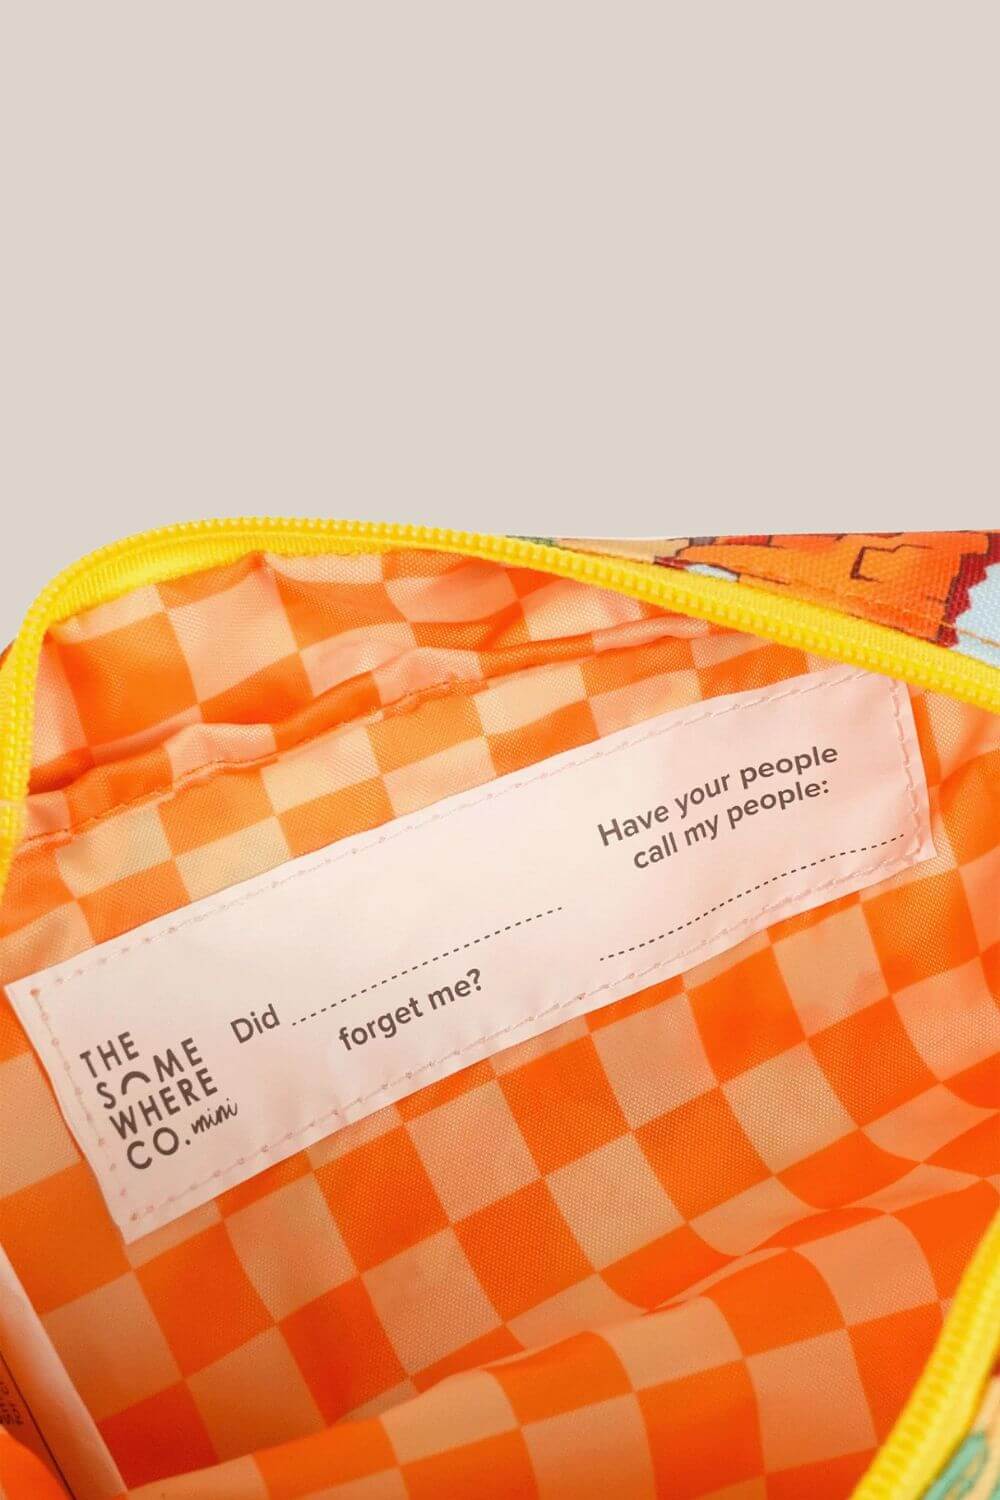 THE
SOME
WHERE
CO. mini
Did ........................
forget me?
Have your people
call my people:
........................